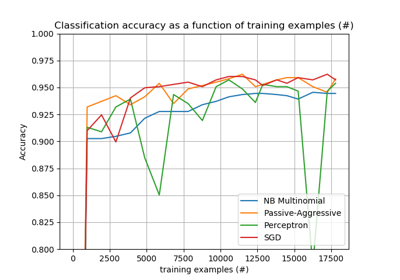 Classification accuracy as a function of training examples (#)
1.000
0.975
0.950
0.925
0.900
0.875
0.850
0.825
0.800
Accuracy
NB Multinomial
Passive-Aggressive
Perceptron
SGD
0 2500 5000 7500 10000 12500 15000 17500
training examples (#)